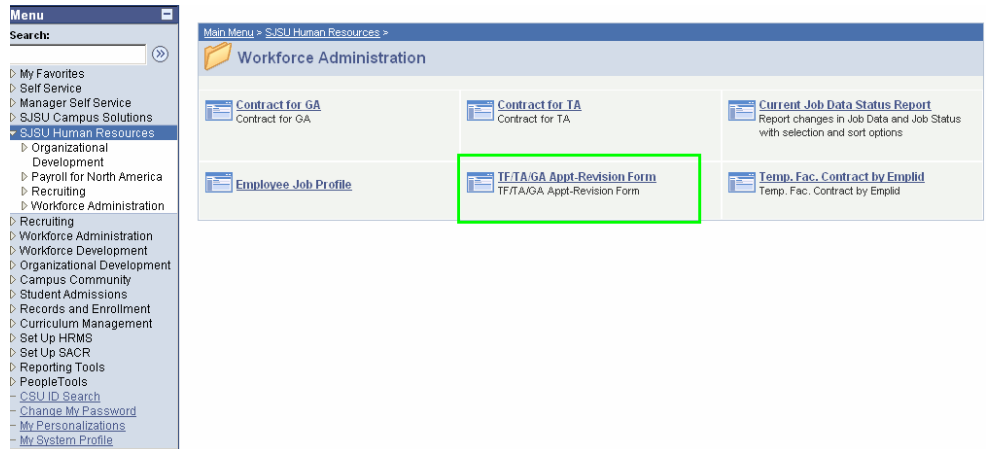 Menu
Search:
My Favorites
Self Service
Manager Self Service
SJSU Campus Solutions
SJSU Human Resources
Organizational
Development
Payroll for North America
Recruiting
Workforce Administration
Recruiting
Workforce Administration
Workforce Development
Organizational Development
Campus Community
Student Admissions
Records and Enrollment
Curriculum Management
Set Up HRMS
Set Up SACR
Reporting Tools
PeopleTools
CSU ID Search
Change My Password
My Personalizations
My System Profile
Main Menu > SJSU Human Resources >
Workforce Administration
Contract for GA
Contract for GA
Contract for TA
Contract for TA
Current Job Data Status Report
Report changes in Job Data and Job Status
with selection and sort options
Employee Job Profile
TF/TA/GA Appt-Revision Form
TF/TA/GA Appt-Revision Form
Temp. Fac. Contract by Emplid
Temp. Fac. Contract by Emplid